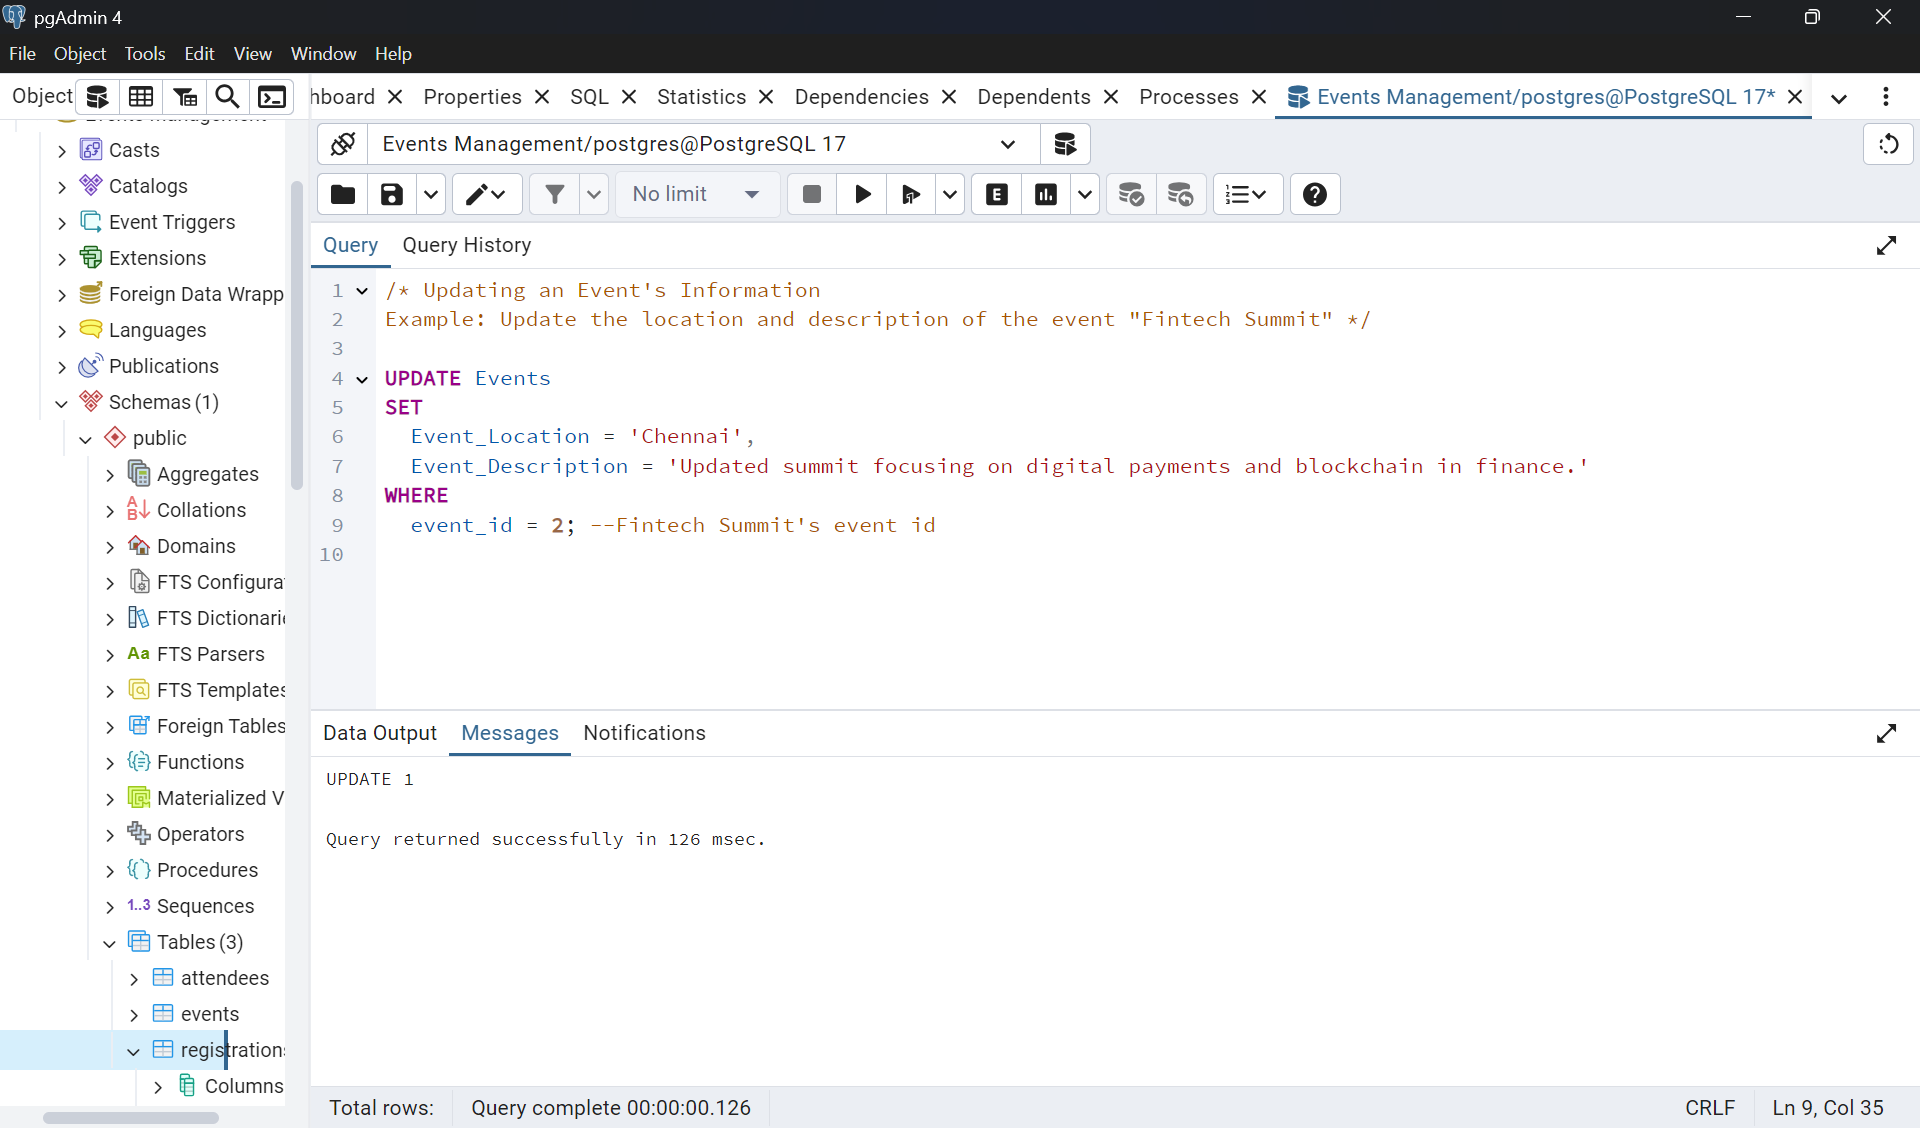 pgAdmin 4
File Object Tools Edit View Window Help
Object
hboard Properties SQL Statistics Dependencies Dependents Processes Events Management/postgres@PostgreSQL 17*
Casts
Catalogs
Event Triggers
Extensions
Foreign Data Wrapp
Languages
Publications
Schemas (1)
public
Aggregates
Collations
Domains
FTS Configura
FTS Dictionari
Aa FTS Parsers
FTS Templates
Foreign Tables
Functions
Materialized V
Operators
Procedures
1..3 Sequences
Tables (3)
attendees
events
registrations
Columns
Events Management/postgres@PostgreSQL 17
No limit
E
Query Query History
1 /* Updating an Event's Information
2 Example: Update the location and description of the event "Fintech Summit" */
3
4 UPDATE Events
5 SET
6 Event_Location = 'Chennai',
7 Event_Description = 'Updated summit focusing on digital payments and blockchain in finance.'
8 WHERE
9 event_id = 2; --Fintech Summit's event id
10
Data Output Messages Notifications
UPDATE 1
Query returned successfully in 126 msec.
Total rows: Query complete 00:00:00.126 CRLF Ln 9, Col 35